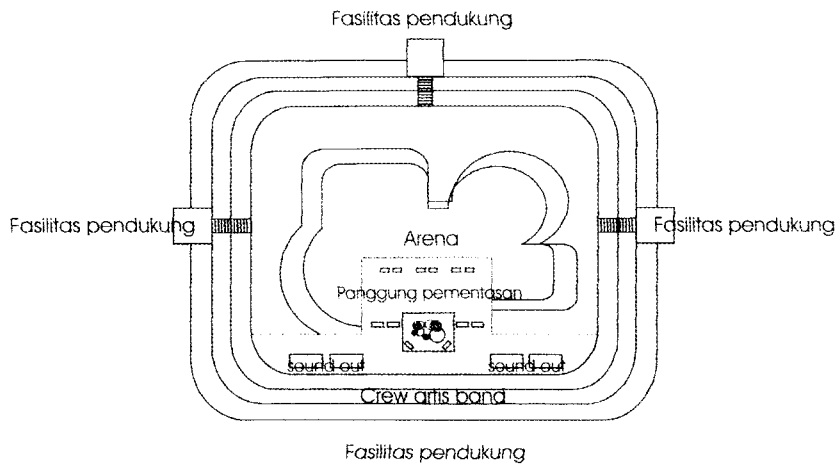 Fasilitas pendukung
Fasilitas pendukung
Fasilitas pendukung
Arena
Panggung pementasan
sound out
sound out
Crew artis band
Fasilitas pendukung